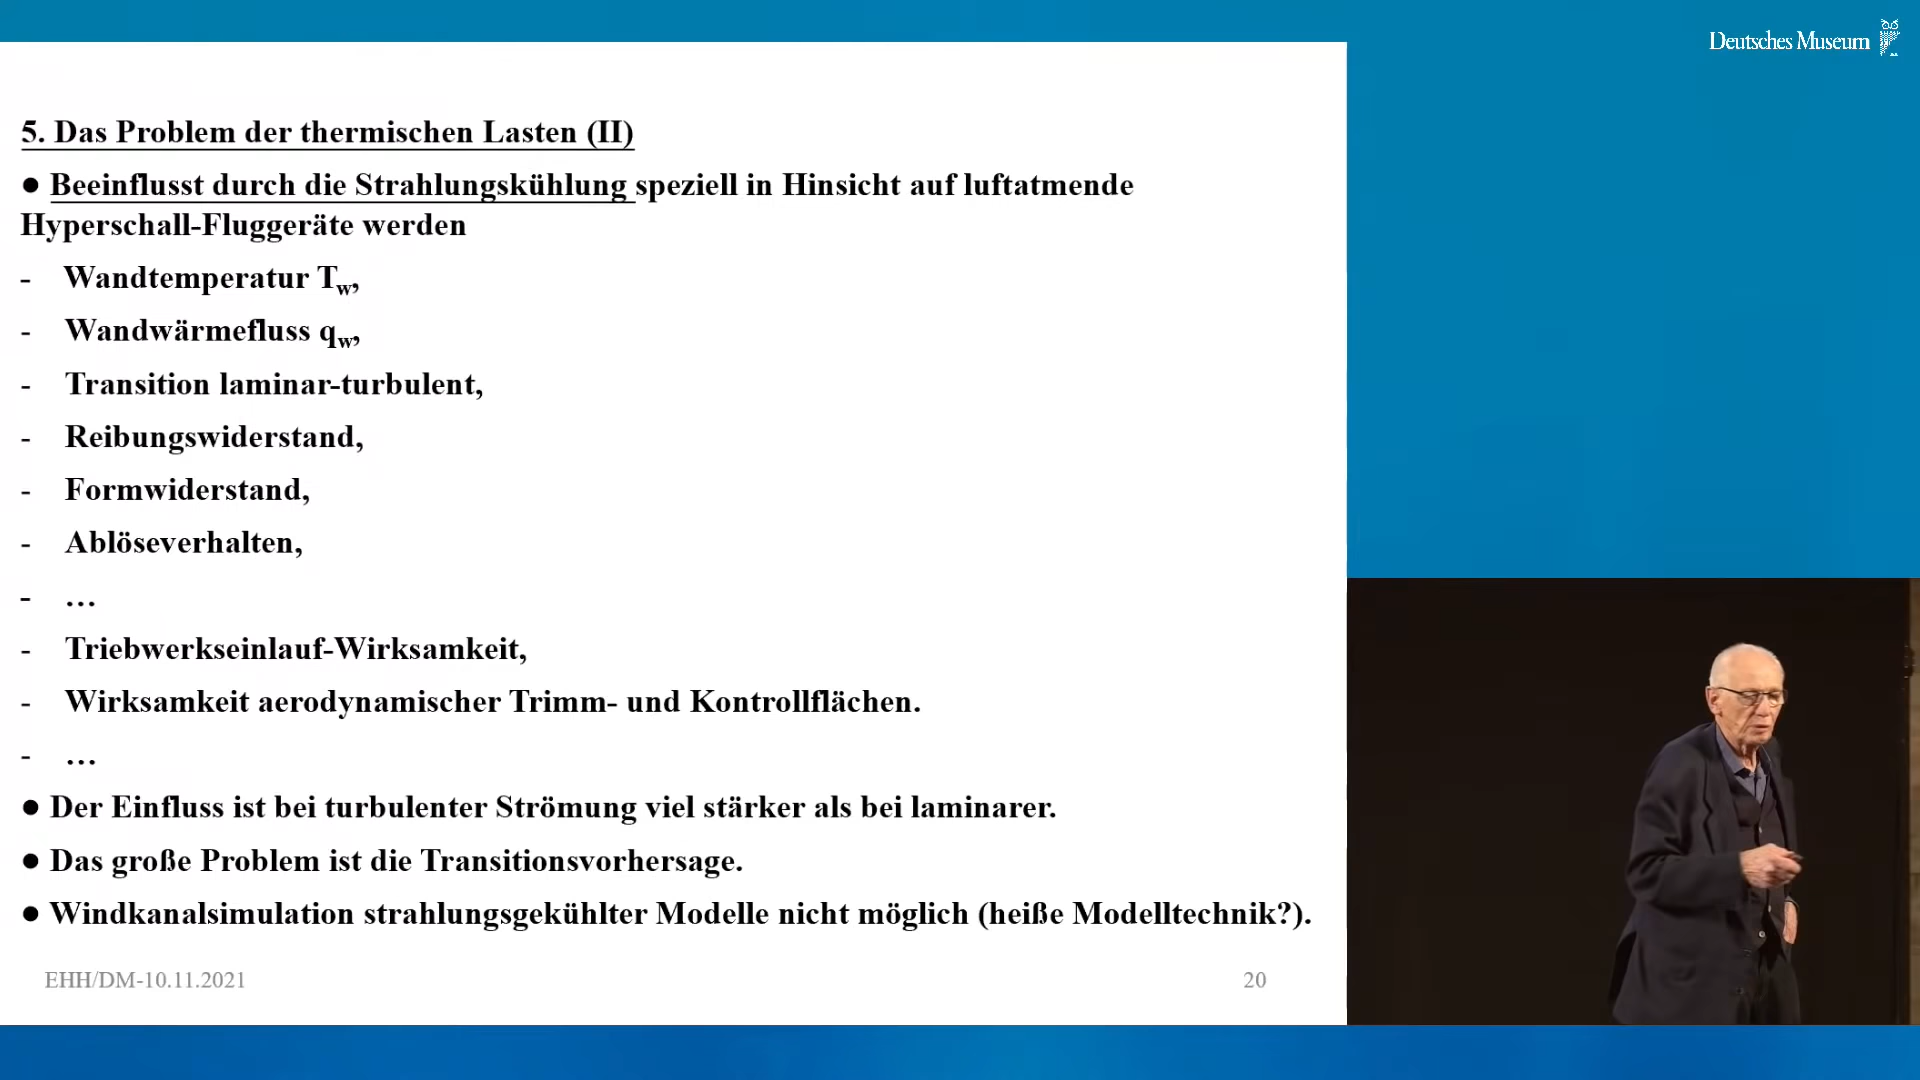 Deutsches Museum
5. Das Problem der thermischen Lasten (II)
● Beeinflusst durch die Strahlungskühlung speziell in Hinsicht auf luftatmende
Hyperschall-Fluggeräte werden
- Wandtemperatur Tw,
- Wandwärmefluss qw,
- Transition laminar-turbulent,
- Reibungswiderstand,
- Formwiderstand,
- Ablöseverhalten,
- …
- Triebwerkseinlauf-Wirksamkeit,
- Wirksamkeit aerodynamischer Trimm- und Kontrollflächen.
- …
● Der Einfluss ist bei turbulenter Strömung viel stärker als bei laminarer.
● Das große Problem ist die Transitionsvorhersage.
● Windkanalsimulation strahlungsgekühlter Modelle nicht möglich (heiße Modelltechnik?).
EHH/DM-10.11.2021 20